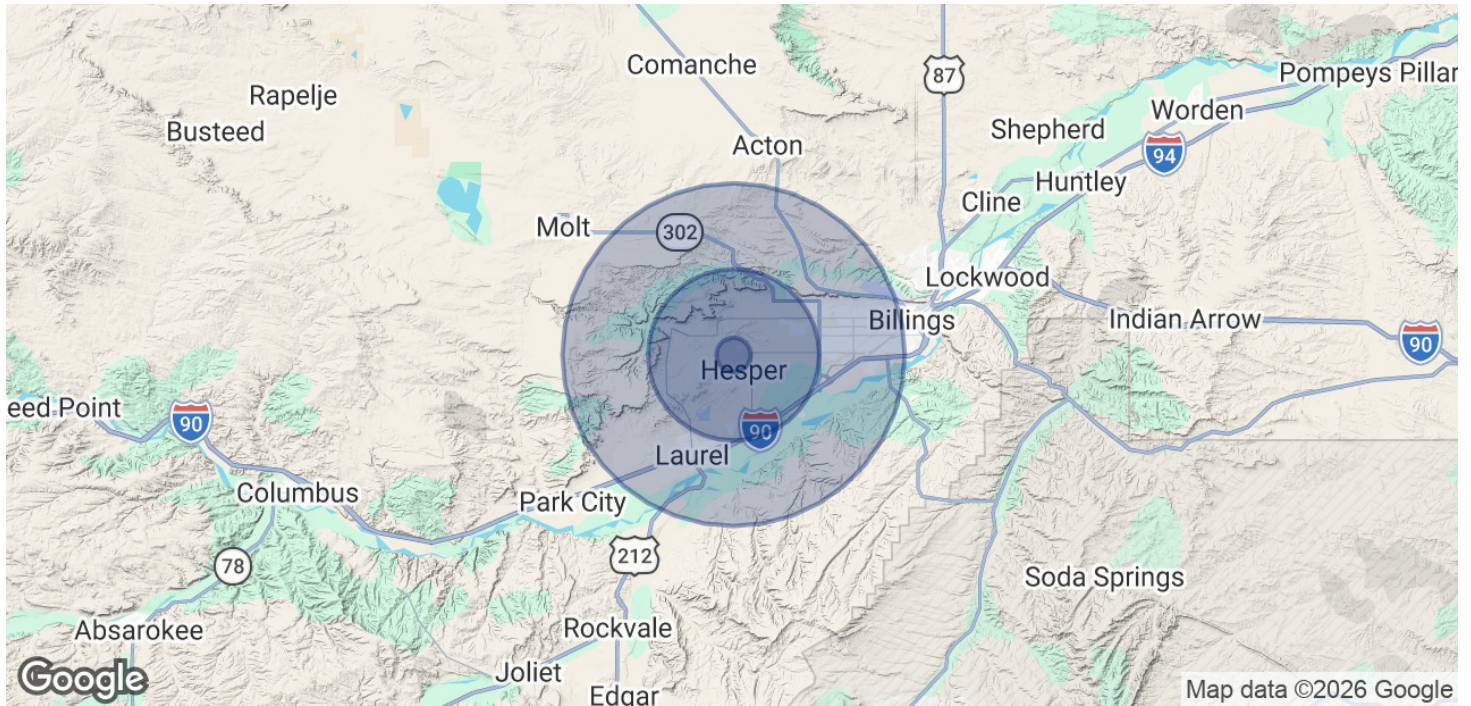 Comanche
87
Pompeys Pillar
Rapelje
Worden
Busteed
Shepherd
Acton
94
Huntley
Cline
Molt
302
Lockwood
Billings
Indian Arrow
90
Hesper
eed Point
90
90
Laurel
Columbus
Park City
212
78
Soda Springs
Absarokee
Rockvale
Joliet
Edgar
Google
Map data ©2026 Google